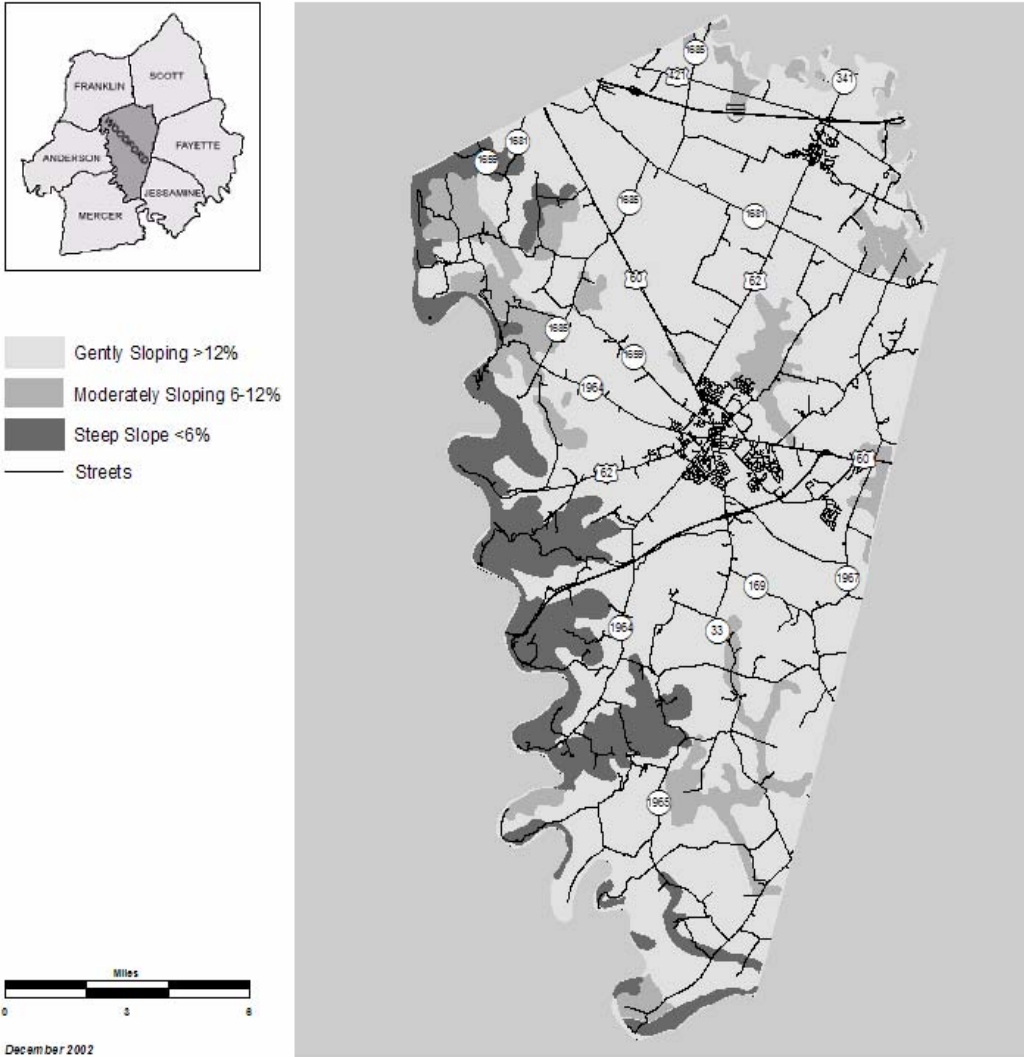 FRANKLIN
SCOTT
WOODFORD
ANDERSON
FAYETTE
JESSAMINE
MERCER
Gently Sloping >12%
Moderately Sloping 6-12%
Steep Slope <6%
Streets
Miles
0 3 6
December 2002
1685
421
341
1681
1659
1685
1681
60
62
1685
1659
1964
62
60
169
1967
1964
33
1965